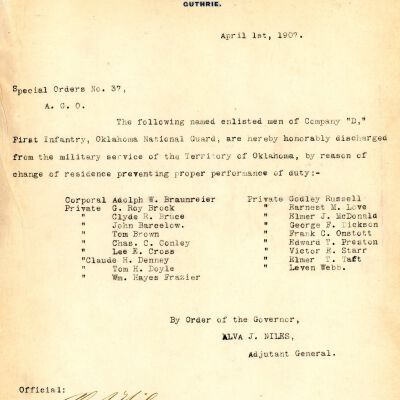 GUTHRIE.
April 1st, 1907.
Special Orders No. 37,
A. G. O.
The following named enlisted men of Company "D,"
First Infantry, Oklahoma National Guard, are hereby honorably discharged
from the military service of the Territory of Oklahoma, by reason of
change of residence preventing proper performance of duty:-
Corporal Adolph W. Braunreier Private Godley Russell
Private G. Roy Brock " Earnest M. Love
" Clyde R. Bruce " Elmer J. McDonald
" John Barcelow. " George F. Tickson
" Tom Brown " Frank C. Onstott
" Chas. C. Conley " Edward T. Preston
" Lee E. Cross " Victor E. Starr
"Claude H. Denney " Elmer T. Taft
" Tom H. Doyle " Leven Webb.
" Wm. Hayes Frazier
By Order of the Governor,
ALVA J. NILES,
Adjutant General.
Official: